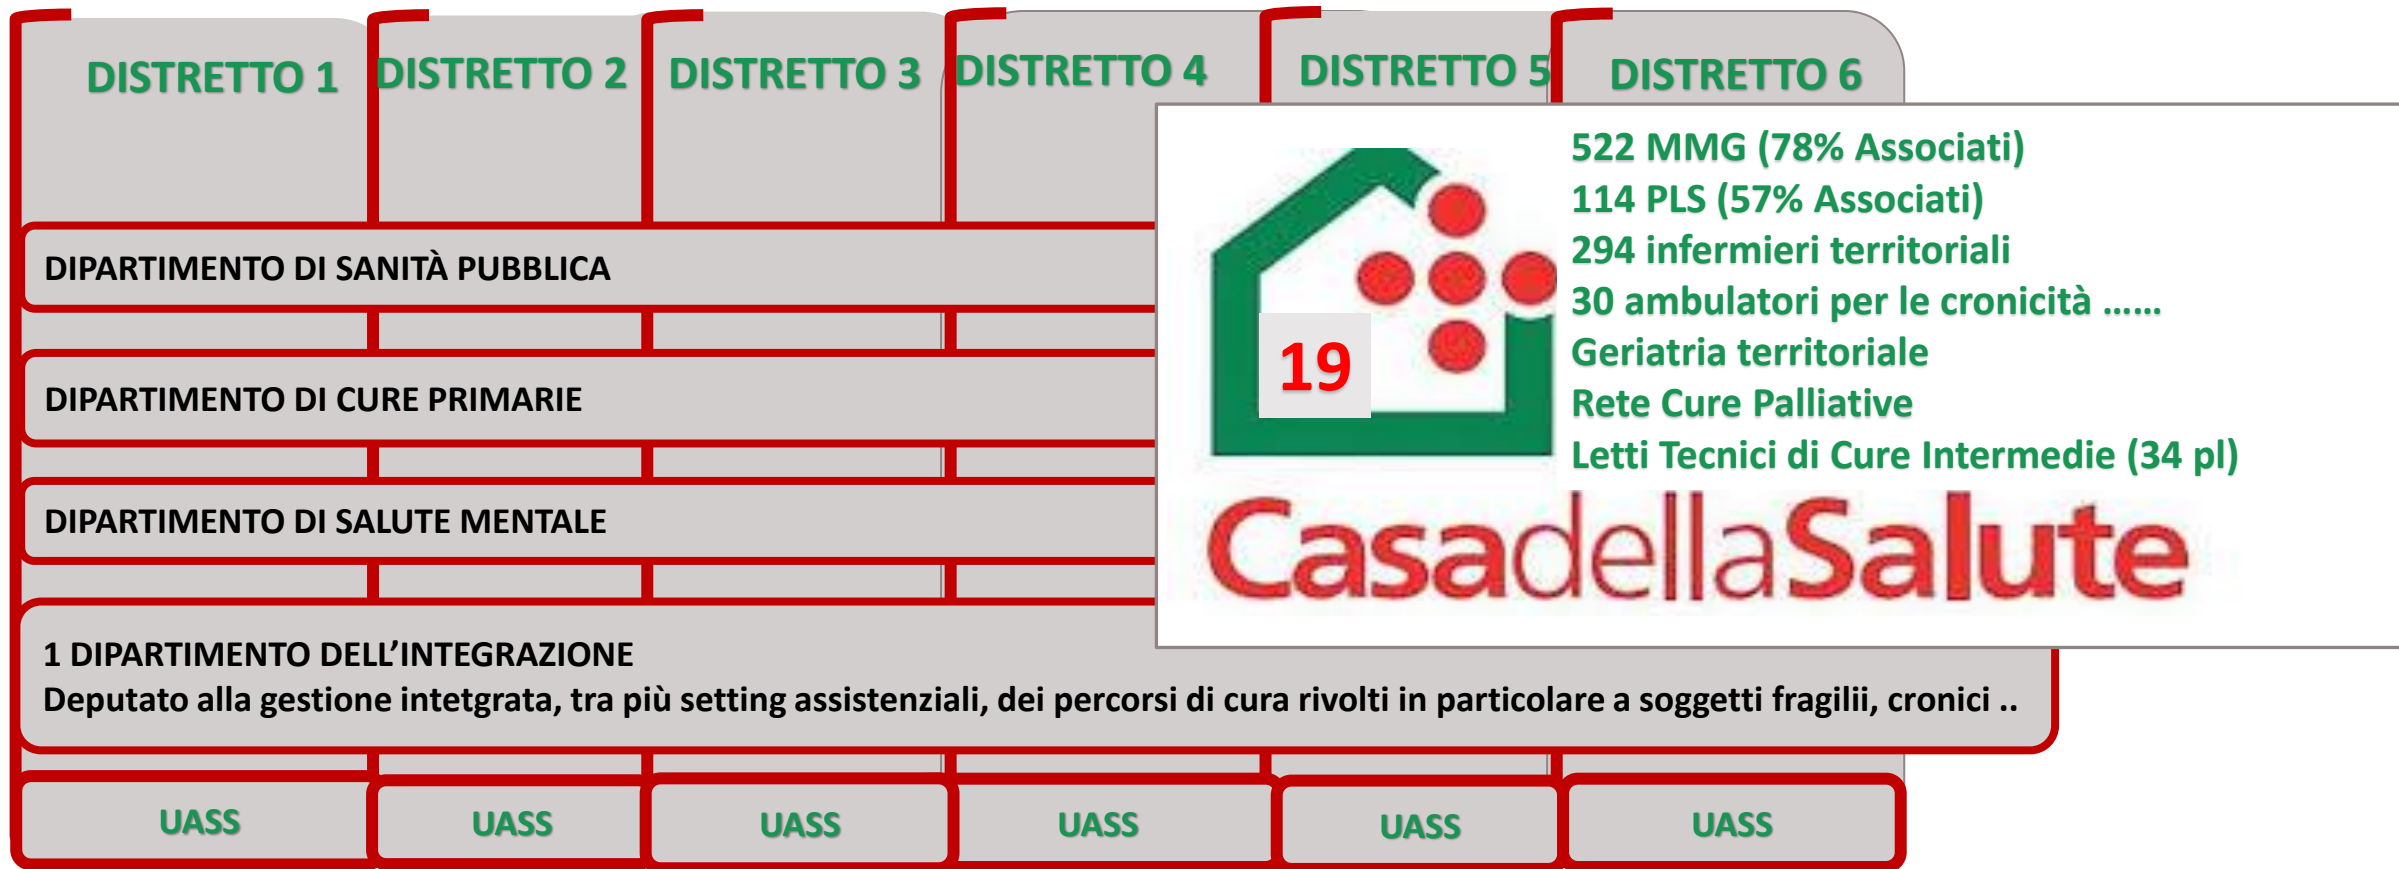 DISTRETTO 1
DISTRETTO 2
DISTRETTO 3
DISTRETTO 4
DISTRETTO 5
DISTRETTO 6
522 MMG (78% Associati)
114 PLS (57% Associati)
294 infermieri territoriali
30 ambulatori per le cronicità ......
Geriatria territoriale
Rete Cure Palliative
Letti Tecnici di Cure Intermedie (34 pl)
19
CasadellaSalute
DIPARTIMENTO DI SANITÀ PUBBLICA
DIPARTIMENTO DI CURE PRIMARIE
DIPARTIMENTO DI SALUTE MENTALE
1 DIPARTIMENTO DELL’INTEGRAZIONE
Deputato alla gestione intetgrata, tra più setting assistenziali, dei percorsi di cura rivolti in particolare a soggetti fragilii, cronici ..
UASS
UASS
UASS
UASS
UASS
UASS